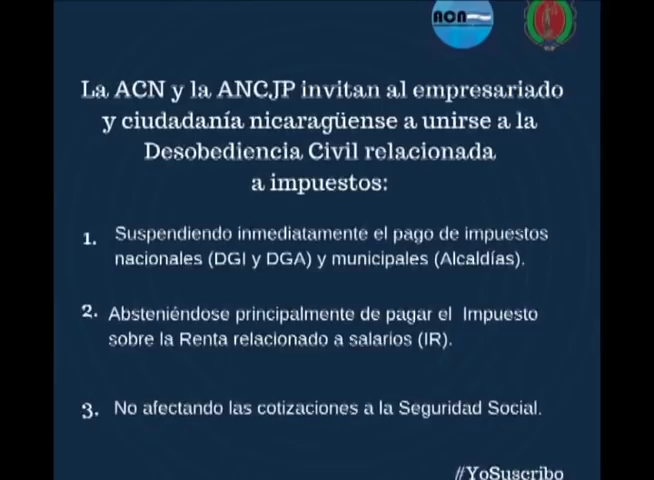 ACN
La ACN y la ANCJP invitan al empresariado
y ciudadanía nicaragüense a unirse a la
Desobediencia Civil relacionada
a impuestos:
1. Suspendiendo inmediatamente el pago de impuestos
nacionales (DGI y DGA) y municipales (Alcaldías).
2. Absteniéndose principalmente de pagar el Impuesto
sobre la Renta relacionado a salarios (IR).
3. No afectando las cotizaciones a la Seguridad Social.
//YoSuscribo